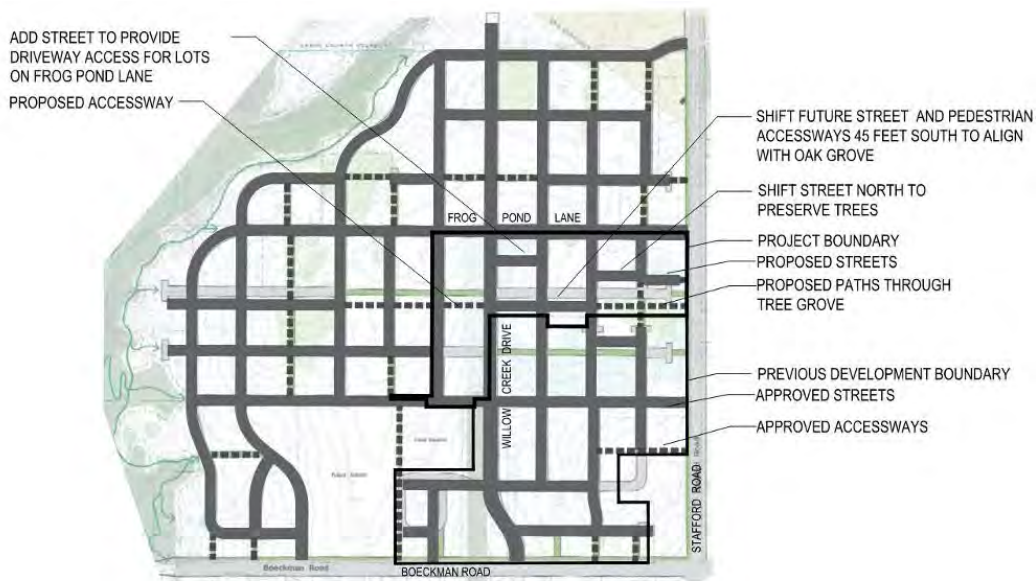 ADD STREET TO PROVIDE
DRIVEWAY ACCESS FOR LOTS
ON FROG POND LANE
PROPOSED ACCESSWAY
SHIFT FUTURE STREET AND PEDESTRIAN
ACCESSWAYS 45 FEET SOUTH TO ALIGN
WITH OAK GROVE
SHIFT STREET NORTH TO
PRESERVE TREES
FROG POND LANE
PROJECT BOUNDARY
PROPOSED STREETS
PROPOSED PATHS THROUGH
TREE GROVE
WILLOW CREEK DRIVE
PREVIOUS DEVELOPMENT BOUNDARY
APPROVED STREETS
APPROVED ACCESSWAYS
STAFFORD ROAD
Boeckman Road
BOECKMAN ROAD